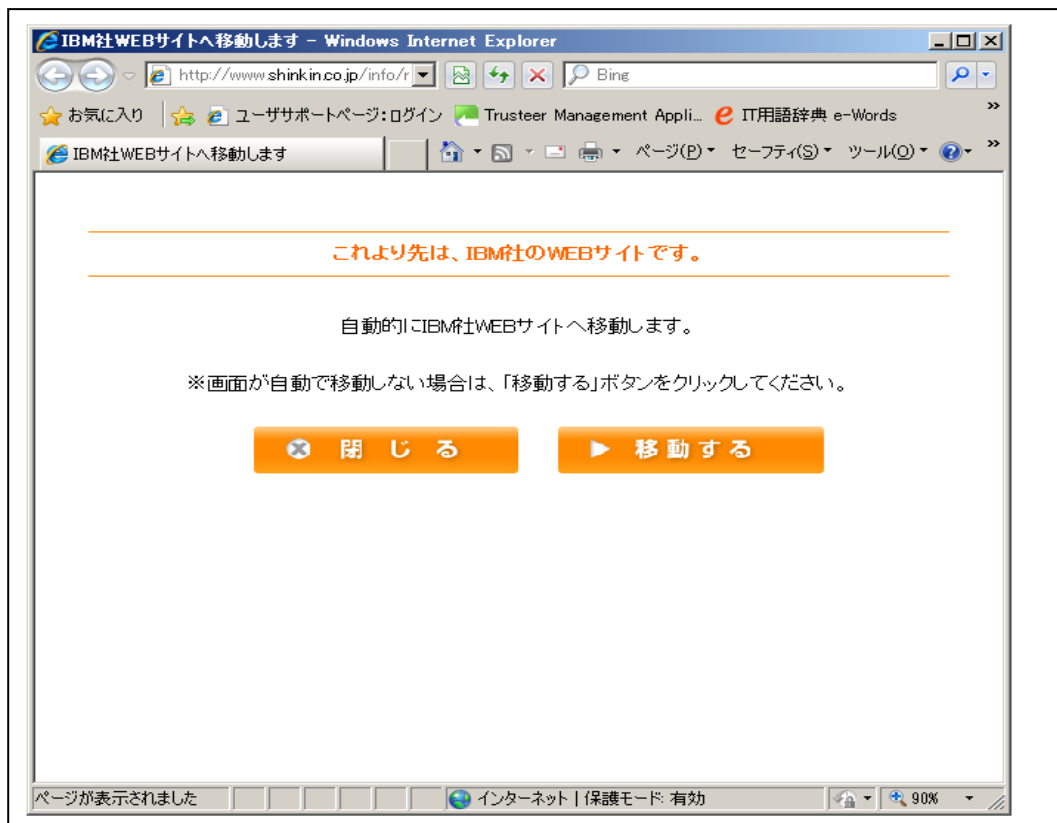 IBM社WEBサイトへ移動します - Windows Internet Explorer
http://www.shinkin.co.jp/info/r
Bing
お気に入り ユーザサポートページ:ログイン Trusteer Management Appli... IT用語辞典 e-Words »
IBM社WEBサイトへ移動します ページ(P) セーフティ(S) ツール(O) »
これより先は、IBM社のWEBサイトです。
自動的にIBM社WEBサイトへ移動します。
※画面が自動で移動しない場合は、「移動する」ボタンをクリックしてください。
閉じる 移動する
ページが表示されました インターネット | 保護モード: 有効 90%